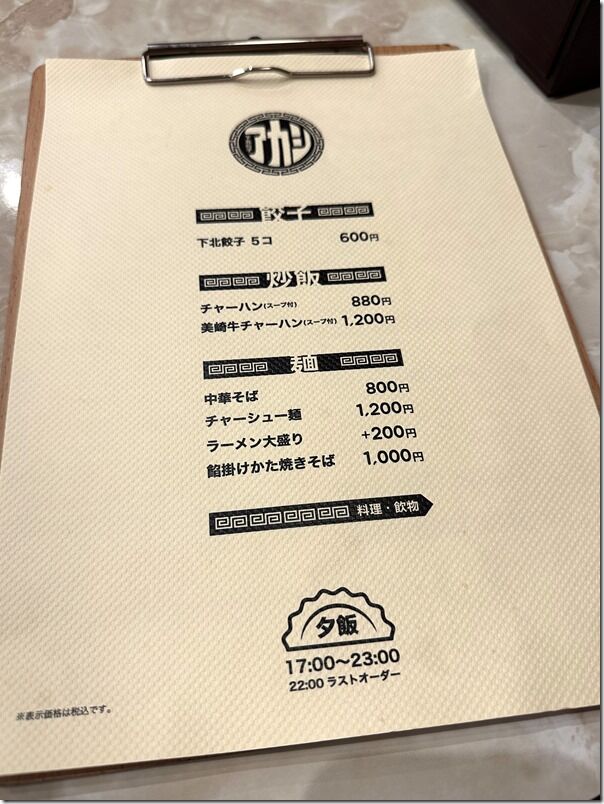 アカシ
餃子
下北餃子 5コ 600円
炒飯
チャーハン(スープ付) 880円
美崎牛チャーハン(スープ付) 1,200円
麺
中華そば 800円
チャーシュー麺 1,200円
ラーメン大盛り +200円
餡掛けかた焼きそば 1,000円
料理・飲物
夕飯
17:00〜23:00
22:00 ラストオーダー
※表示価格は税込です。